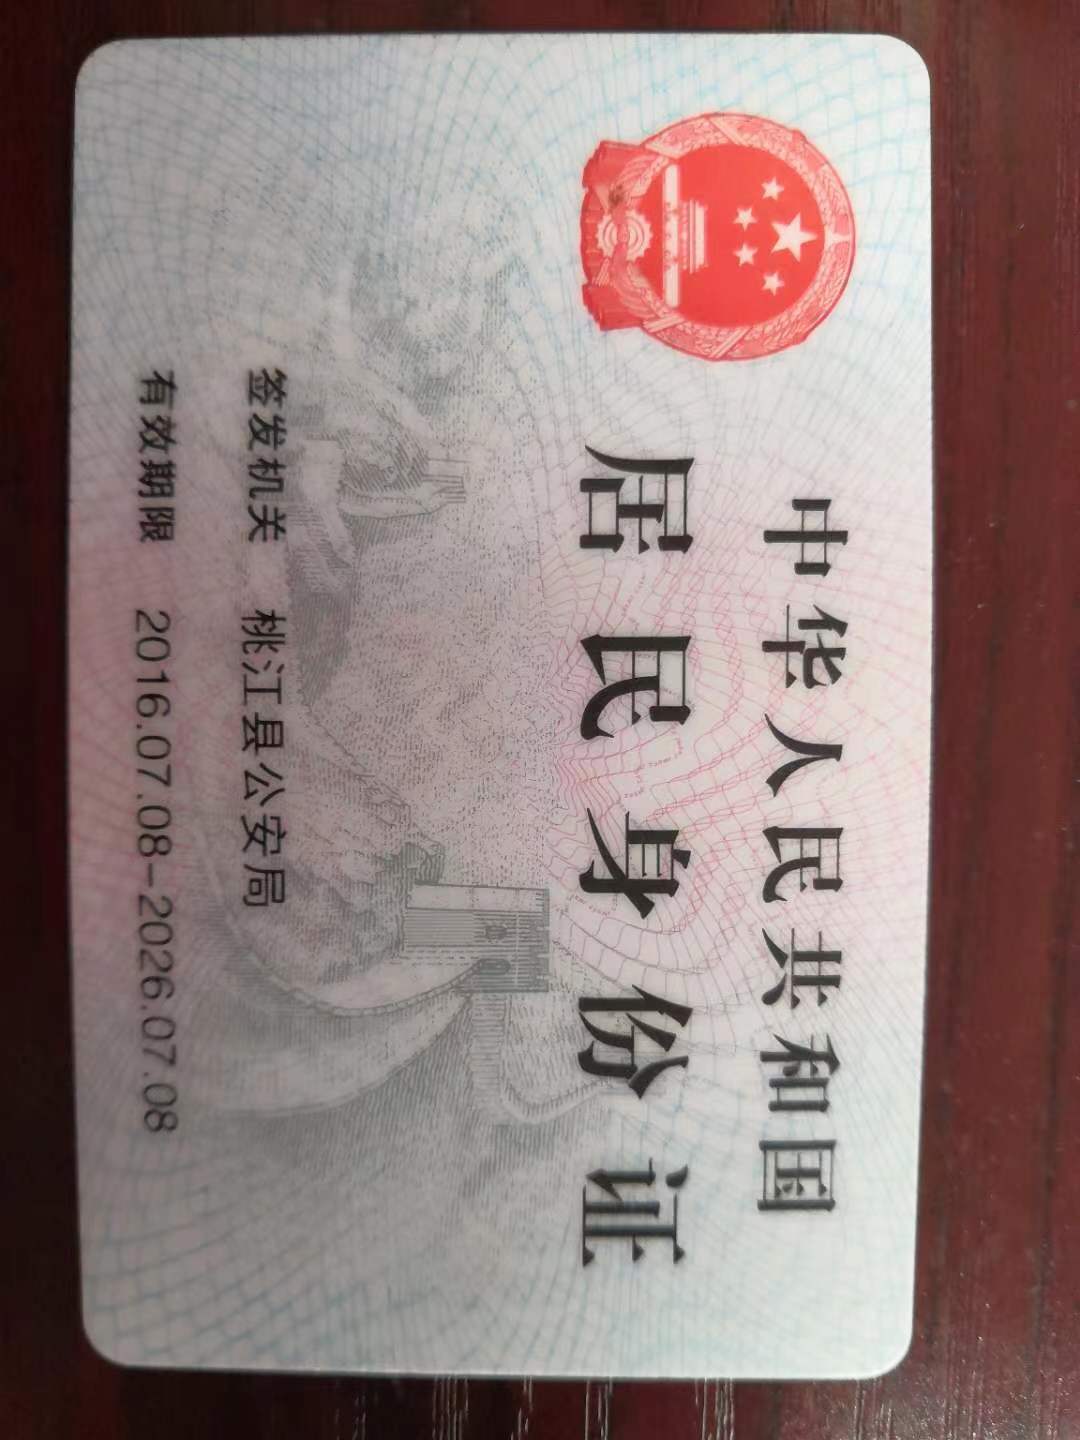 中华人民共和国
居民身份证
签发机关 桃江县公安局
有效期限 2016.07.08-2026.07.08